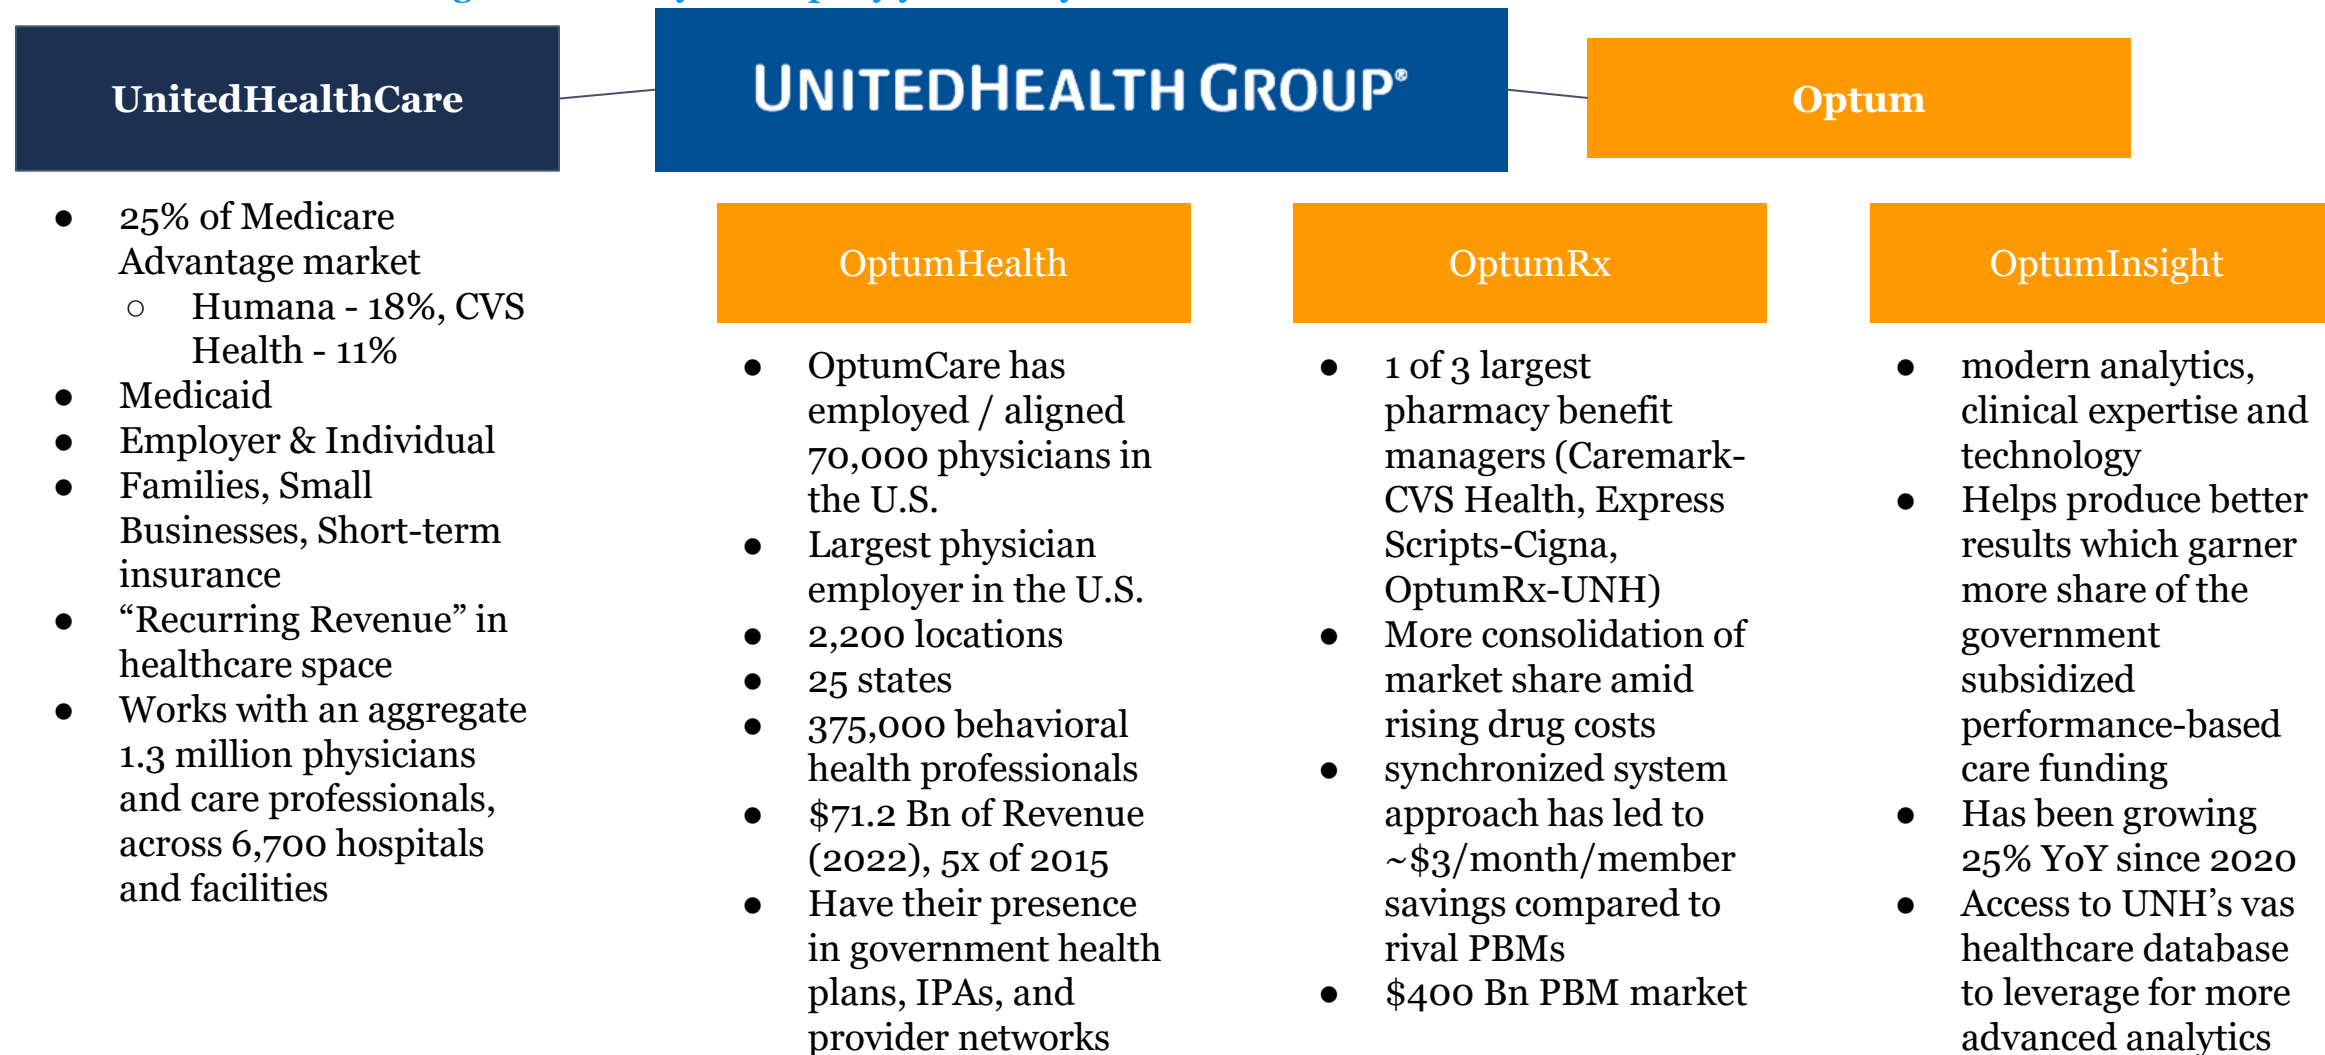 UnitedHealthCare
UNITEDHEALTH GROUP®
Optum
● 25% of Medicare
Advantage market
○ Humana - 18%, CVS
Health - 11%
● Medicaid
● Employer & Individual
● Families, Small
Businesses, Short-term
insurance
● “Recurring Revenue” in
healthcare space
● Works with an aggregate
1.3 million physicians
and care professionals,
across 6,700 hospitals
and facilities
OptumHealth
● OptumCare has
employed / aligned
70,000 physicians in
the U.S.
● Largest physician
employer in the U.S.
● 2,200 locations
● 25 states
● 375,000 behavioral
health professionals
● $71.2 Bn of Revenue
(2022), 5x of 2015
● Have their presence
in government health
plans, IPAs, and
provider networks
OptumRx
● 1 of 3 largest
pharmacy benefit
managers (Caremark-
CVS Health, Express
Scripts-Cigna,
OptumRx-UNH)
● More consolidation of
market share amid
rising drug costs
● synchronized system
approach has led to
~$3/month/member
savings compared to
rival PBMs
● $400 Bn PBM market
OptumInsight
● modern analytics,
clinical expertise and
technology
● Helps produce better
results which garner
more share of the
government
subsidized
performance-based
care funding
● Has been growing
25% YoY since 2020
● Access to UNH’s vas
healthcare database
to leverage for more
advanced analytics